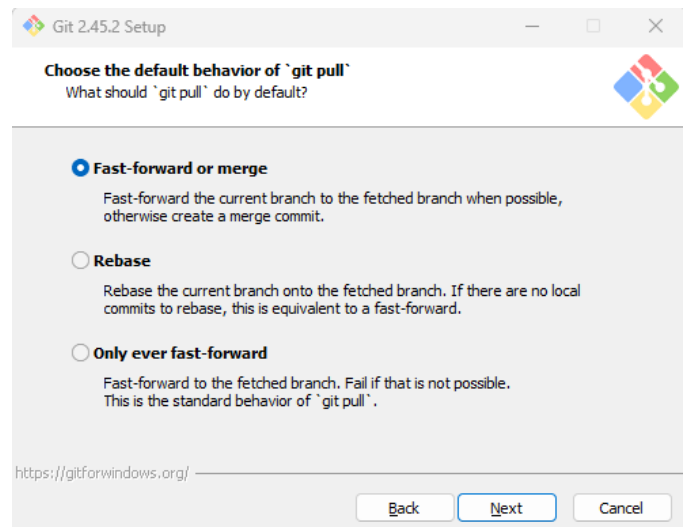 Git 2.45.2 Setup
Choose the default behavior of `git pull`
What should `git pull` do by default?
Fast-forward or merge
Fast-forward the current branch to the fetched branch when possible,
otherwise create a merge commit.
Rebase
Rebase the current branch onto the fetched branch. If there are no local
commits to rebase, this is equivalent to a fast-forward.
Only ever fast-forward
Fast-forward to the fetched branch. Fail if that is not possible.
This is the standard behavior of `git pull`.
https://gitforwindows.org/
Back Next Cancel